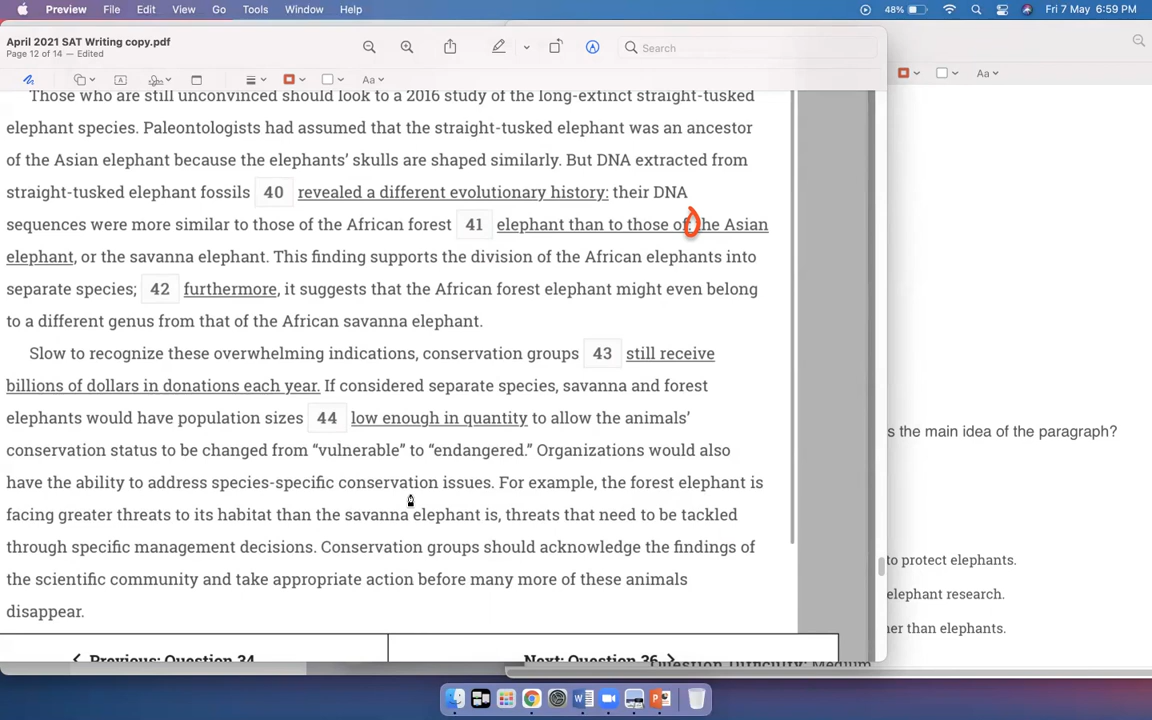 Preview File Edit View Go Tools Window Help 48% Fri 7 May 6:59 PM
April 2021 SAT Writing copy.pdf
Page 12 of 14 — Edited
Search
Aa
Aa
Those who are still unconvinced should look to a 2016 study of the long-extinct straight-tusked
elephant species. Paleontologists had assumed that the straight-tusked elephant was an ancestor
of the Asian elephant because the elephants’ skulls are shaped similarly. But DNA extracted from
straight-tusked elephant fossils 40 revealed a different evolutionary history: their DNA
sequences were more similar to those of the African forest 41 elephant than to those of: the Asian
elephant, or the savanna elephant. This finding supports the division of the African elephants into
separate species; 42 furthermore, it suggests that the African forest elephant might even belong
to a different genus from that of the African savanna elephant.
Slow to recognize these overwhelming indications, conservation groups 43 still receive
billions of dollars in donations each year. If considered separate species, savanna and forest
elephants would have population sizes 44 low enough in quantity to allow the animals’
conservation status to be changed from “vulnerable” to “endangered.” Organizations would also
have the ability to address species-specific conservation issues. For example, the forest elephant is
facing greater threats to its habitat than the savanna elephant is, threats that need to be tackled
through specific management decisions. Conservation groups should acknowledge the findings of
the scientific community and take appropriate action before many more of these animals
disappear.
Previous: Question 34 Next: Question 36
s the main idea of the paragraph?
to protect elephants.
elephant research.
her than elephants.
Question Difficulty: Medium